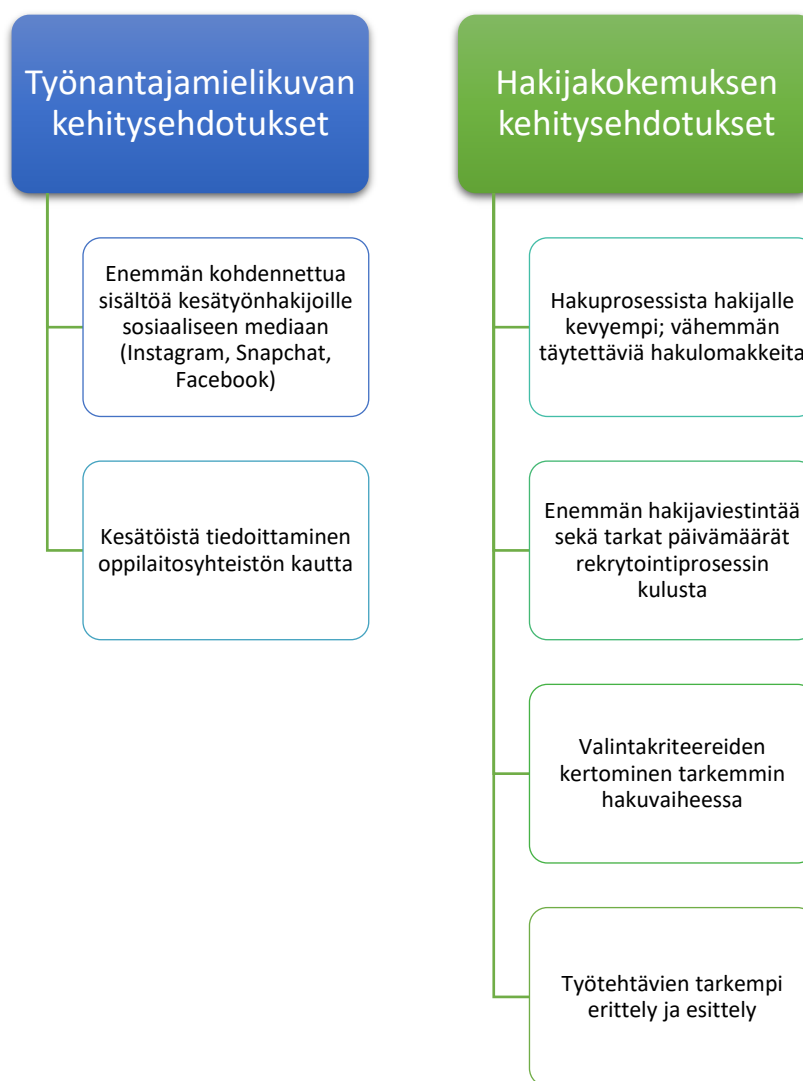 Työnantajamielikuvan
kehitysehdotukset
Enemmän kohdennettua
sisältöä kesätyönhakijoille
sosiaaliseen mediaan
(Instagram, Snapchat,
Facebook)
Kesätöistä tiedoittaminen
oppilaitosyhteistön kautta
Hakijakokemuksen
kehitysehdotukset
Hakuprosessista hakijalle
kevyempi; vähemmän
täytettäviä hakulomakkeita
Enemmän hakijaviestintää
sekä tarkat päivämäärät
rekrytointiprosessin
kulusta
Valintakriteereiden
kertominen tarkemmin
hakuvaiheessa
Työtehtävien tarkempi
erittely ja esittely